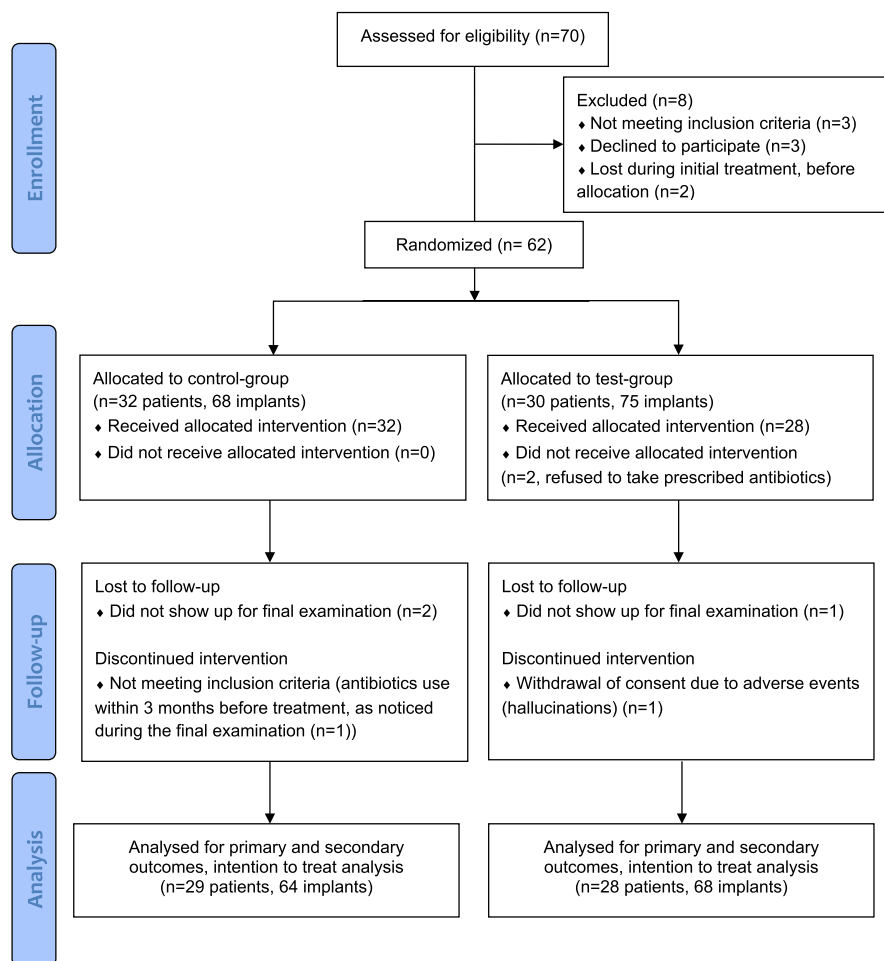 Assessed for eligibility (n=70)
Enrollment
Excluded (n=8)
♦ Not meeting inclusion criteria (n=3)
♦ Declined to participate (n=3)
♦ Lost during initial treatment, before
allocation (n=2)
Randomized (n= 62)
Allocation
Allocated to control-group
(n=32 patients, 68 implants)
♦ Received allocated intervention (n=32)
♦ Did not receive allocated intervention (n=0)
Allocated to test-group
(n=30 patients, 75 implants)
♦ Received allocated intervention (n=28)
♦ Did not receive allocated intervention
(n=2, refused to take prescribed antibiotics)
Follow-up
Lost to follow-up
♦ Did not show up for final examination (n=2)
Discontinued intervention
♦ Not meeting inclusion criteria (antibiotics use
within 3 months before treatment, as noticed
during the final examination (n=1))
Lost to follow-up
♦ Did not show up for final examination (n=1)
Discontinued intervention
♦ Withdrawal of consent due to adverse events
(hallucinations) (n=1)
Analysis
Analysed for primary and secondary
outcomes, intention to treat analysis
(n=29 patients, 64 implants)
Analysed for primary and secondary
outcomes, intention to treat analysis
(n=28 patients, 68 implants)